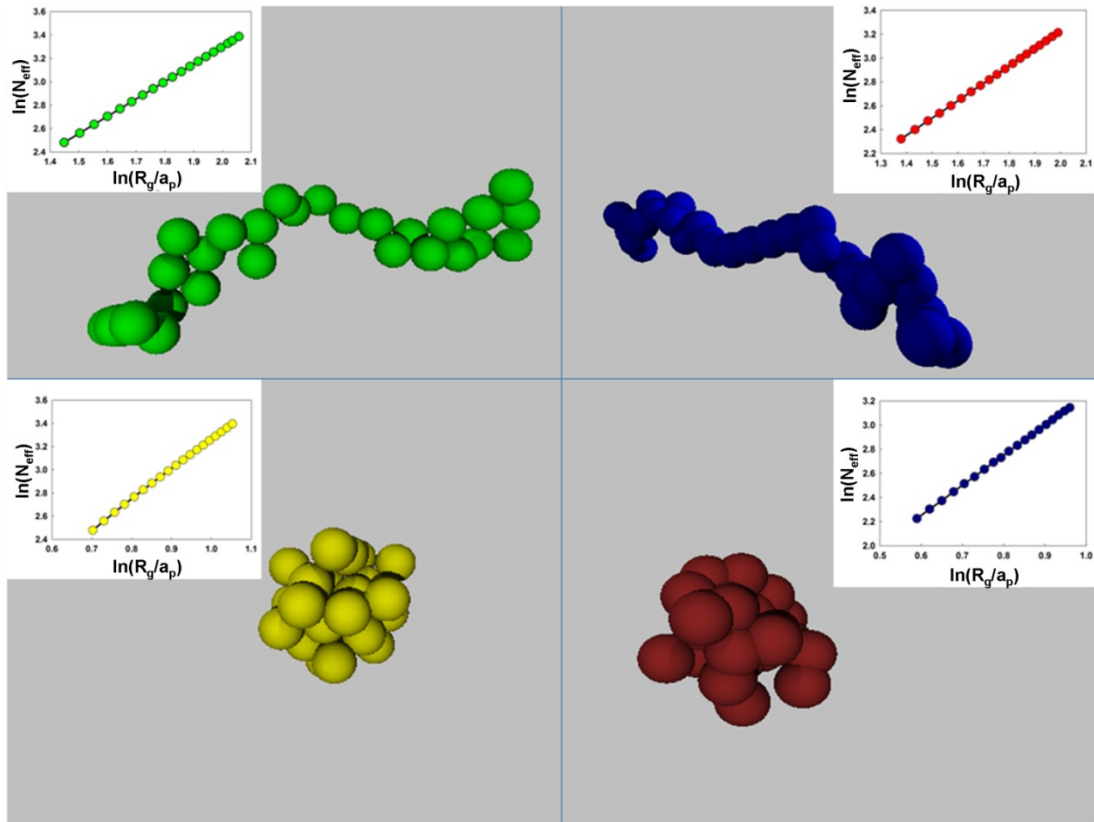 3.6
3.4
3.2
3.0
2.8
2.6
2.4
ln(N_eff)
1.4 1.5 1.6 1.7 1.8 1.9 2.0 2.1
ln(R_g/a_p)
3.4
3.2
3.0
2.8
2.6
2.4
2.2
ln(N_eff)
1.3 1.4 1.5 1.6 1.7 1.8 1.9 2.0 2.1
ln(R_g/a_p)
3.6
3.4
3.2
3.0
2.8
2.6
2.4
ln(N_eff)
0.6 0.7 0.8 0.9 1.0 1.1
ln(R_g/a_p)
3.2
3.0
2.8
2.6
2.4
2.2
2.0
ln(N_eff)
0.5 0.6 0.7 0.8 0.9 1.0
ln(R_g/a_p)